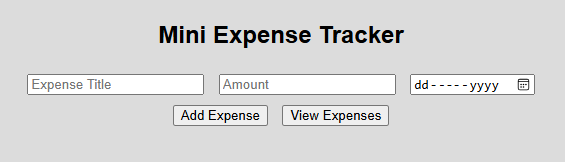 Mini Expense Tracker
Expense Title Amount dd-----yyyy
Add Expense View Expenses